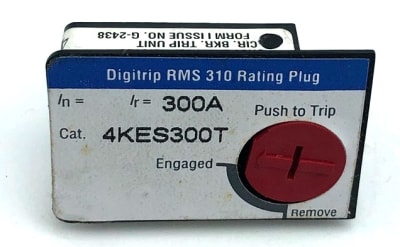 CIR. BKR. TRIP UNIT
FORM I ISSUE NO. G-2438
Digitrip RMS 310 Rating Plug
In = Ir = 300A
Push to Trip
Cat. 4KES300T
Engaged
Remove